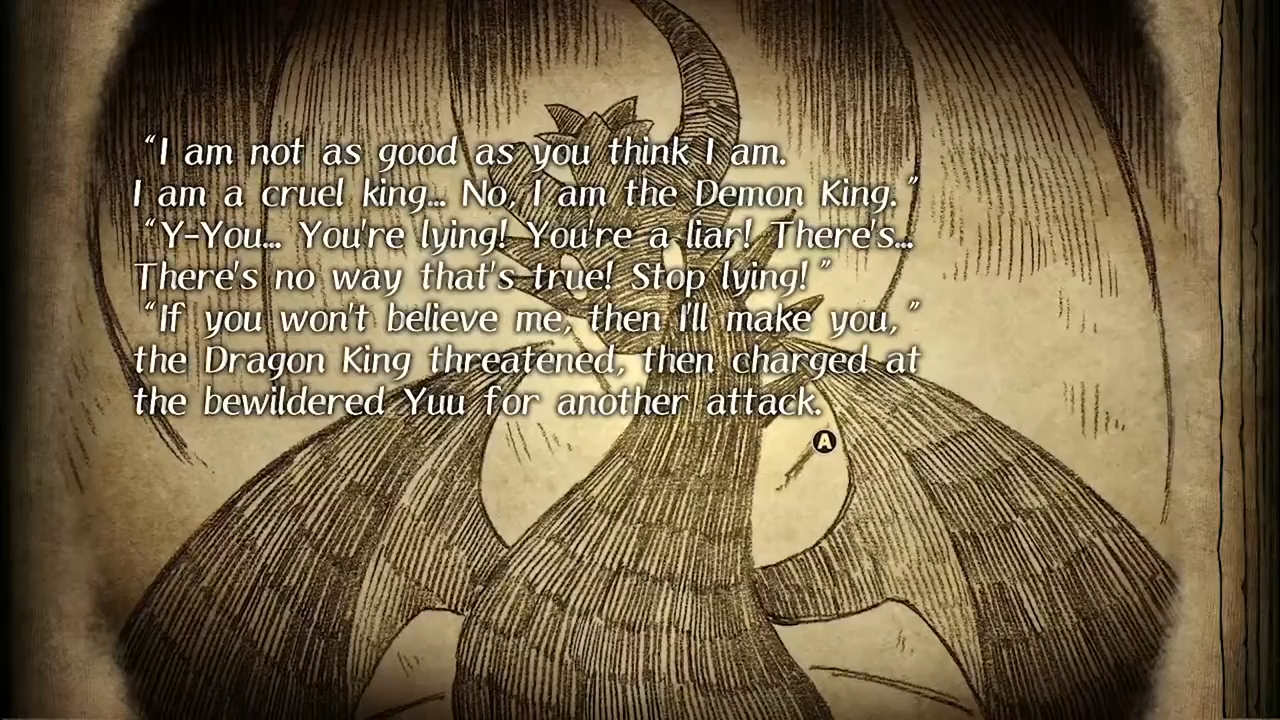 “I am not as good as you think I am.
I am a cruel king... No, I am the Demon King.”
“Y-You... You're lying! You're a liar! There's...
There's no way that's true! Stop lying!”
“If you won't believe me, then I'll make you,”
the Dragon King threatened, then charged at
the bewildered Yuu for another attack.
A